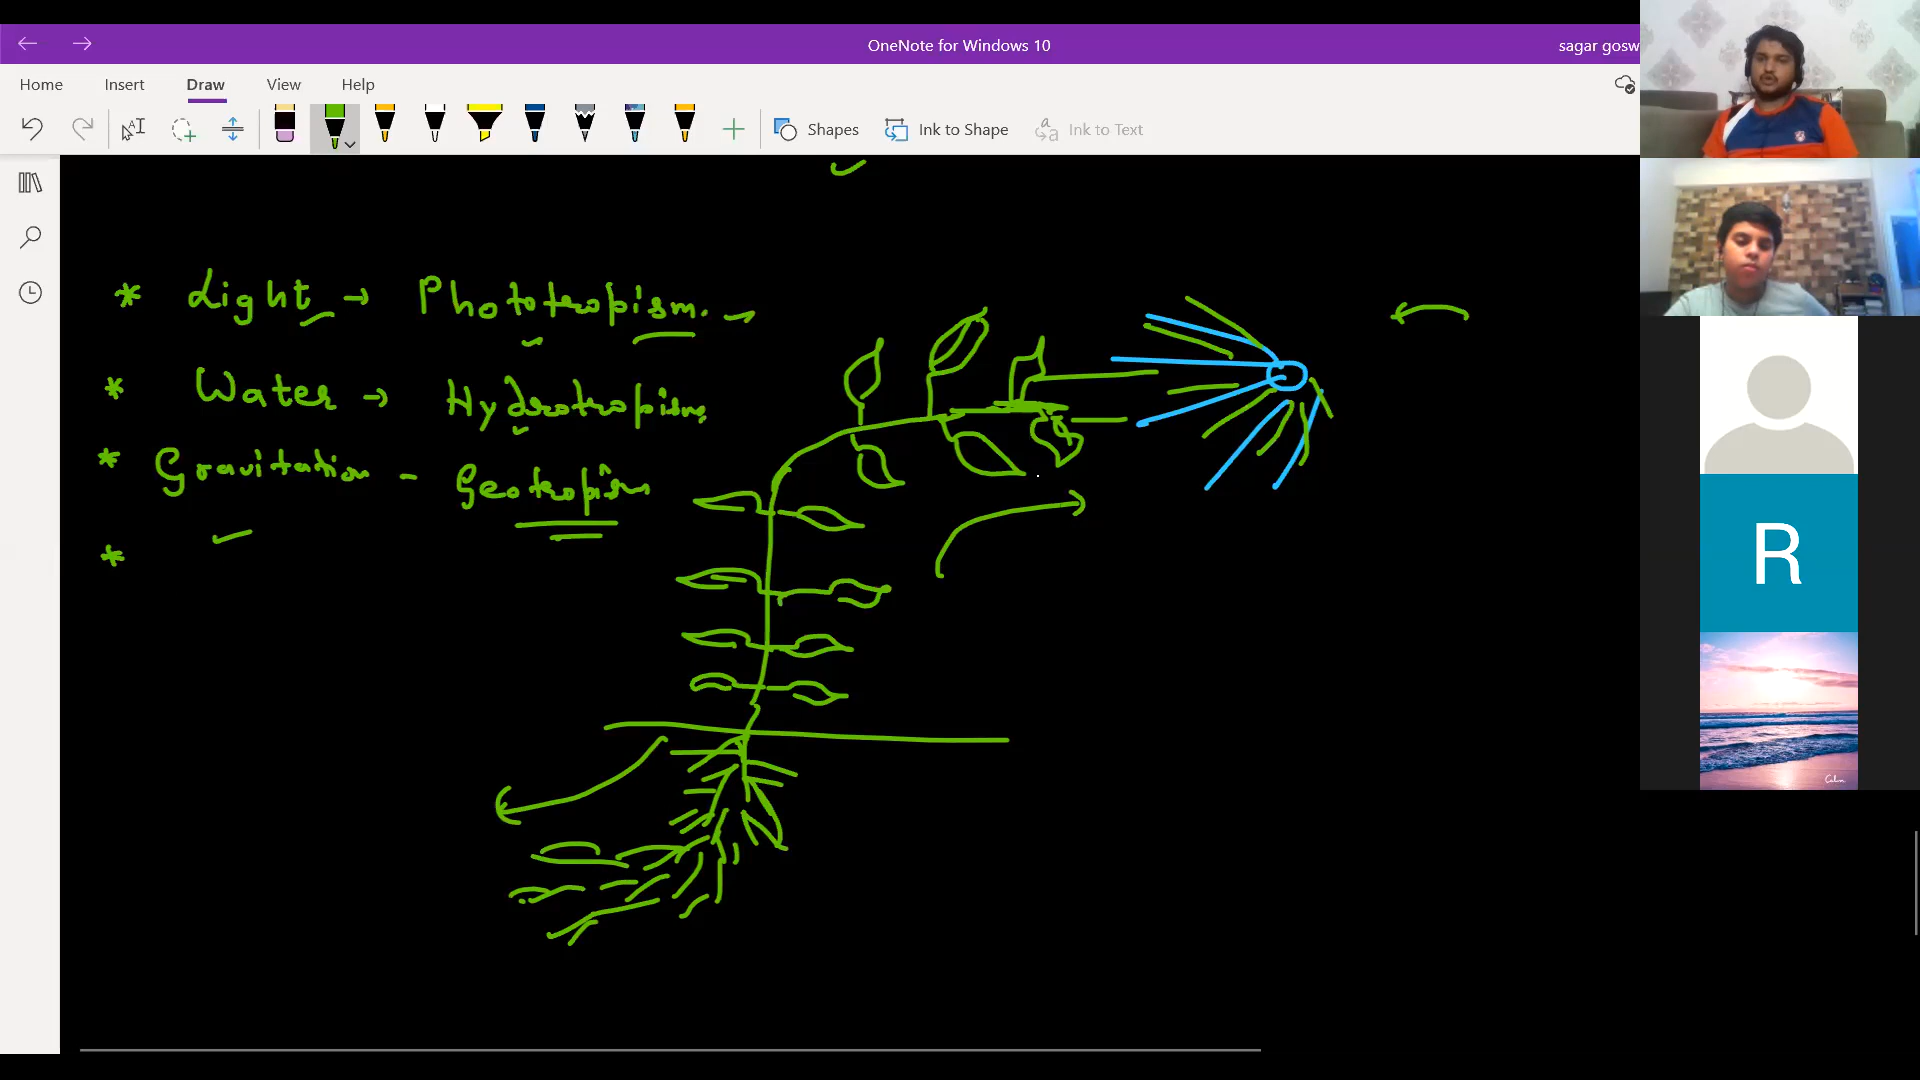 OneNote for Windows 10
sagar gosw
Home Insert Draw View Help
Shapes Ink to Shape Ink to Text
* Light → Phototropism.
* Water → Hydrotropism
* Gravitation - Geotropism
*
R
Calm